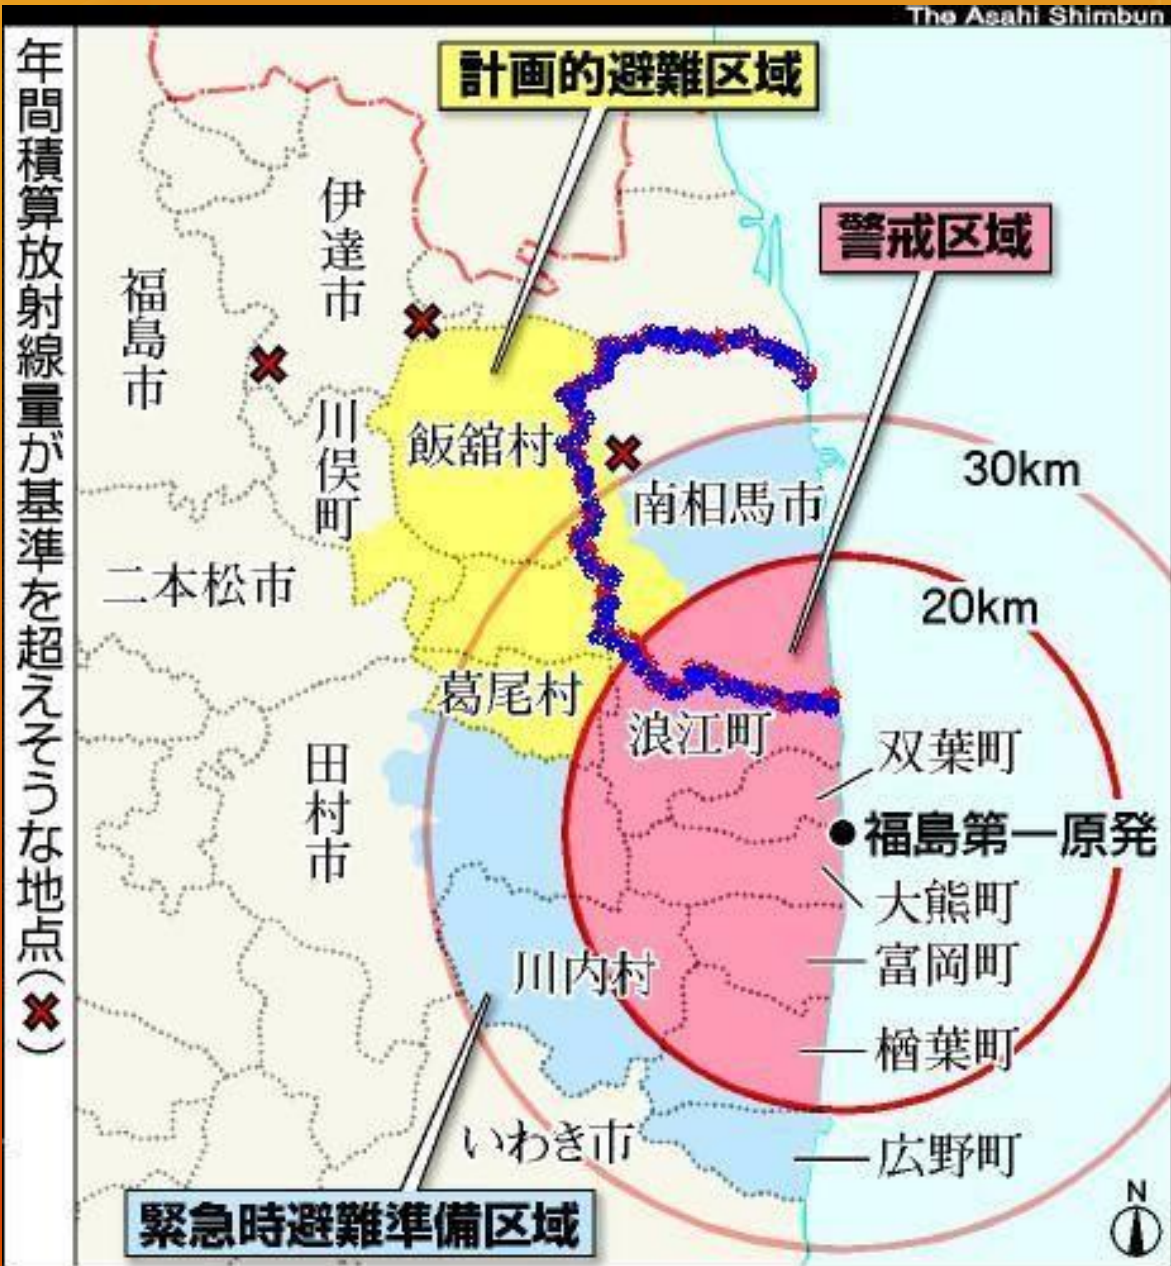 The Asahi Shimbun
年間積算放射線量が基準を超えそうな地点(✖)
計画的避難区域
警戒区域
伊達市
福島市
川俣町
飯舘村
30km
南相馬市
二本松市
20km
葛尾村
浪江町
双葉町
田村市
福島第一原発
大熊町
川内村
富岡町
楢葉町
いわき市
広野町
緊急時避難準備区域
N